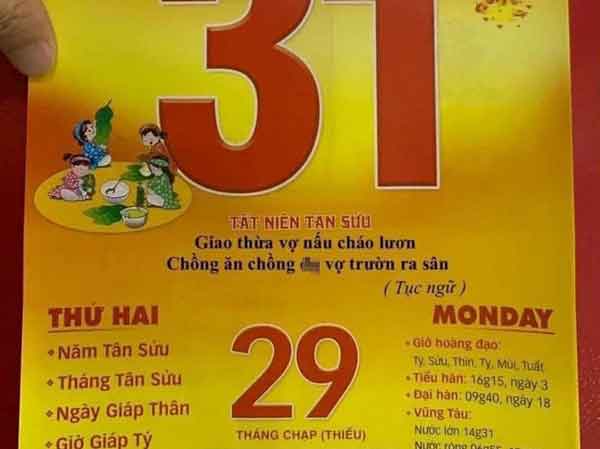 31
TẤT NIÊN TÂN SỬU
Giao thừa vợ nấu cháo lươn
Chồng ăn chồng vợ trườn ra sân
( Tục ngữ )
THỨ HAI
MONDAY
• Năm Tân Sửu
• Tháng Tân Sửu
• Ngày Giáp Thân
• Giờ Giáp Tý
29
THÁNG CHẠP (THIẾU)
• Giờ hoàng đạo:
Tý, Sửu, Thìn, Tỵ, Mùi, Tuất
• Tiểu hàn: 16g15, ngày 3
• Đại hàn: 09g40, ngày 18
• Vũng Tàu:
Nước lớn 14g31
Nước ròng